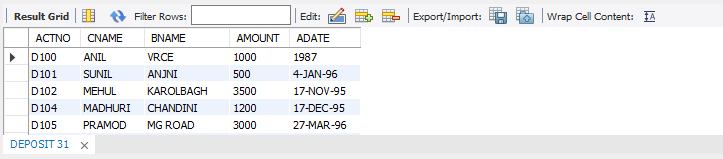 Result Grid Filter Rows: Edit: Export/Import: Wrap Cell Content: IA
ACTNO CNAME BNAME AMOUNT ADATE
D100 ANIL VRCE 1000 1987
D101 SUNIL ANJNI 500 4-JAN-96
D102 MEHUL KAROLBAGH 3500 17-NOV-95
D104 MADHURI CHANDINI 1200 17-DEC-95
D105 PRAMOD MG ROAD 3000 27-MAR-96
DEPOSIT 31